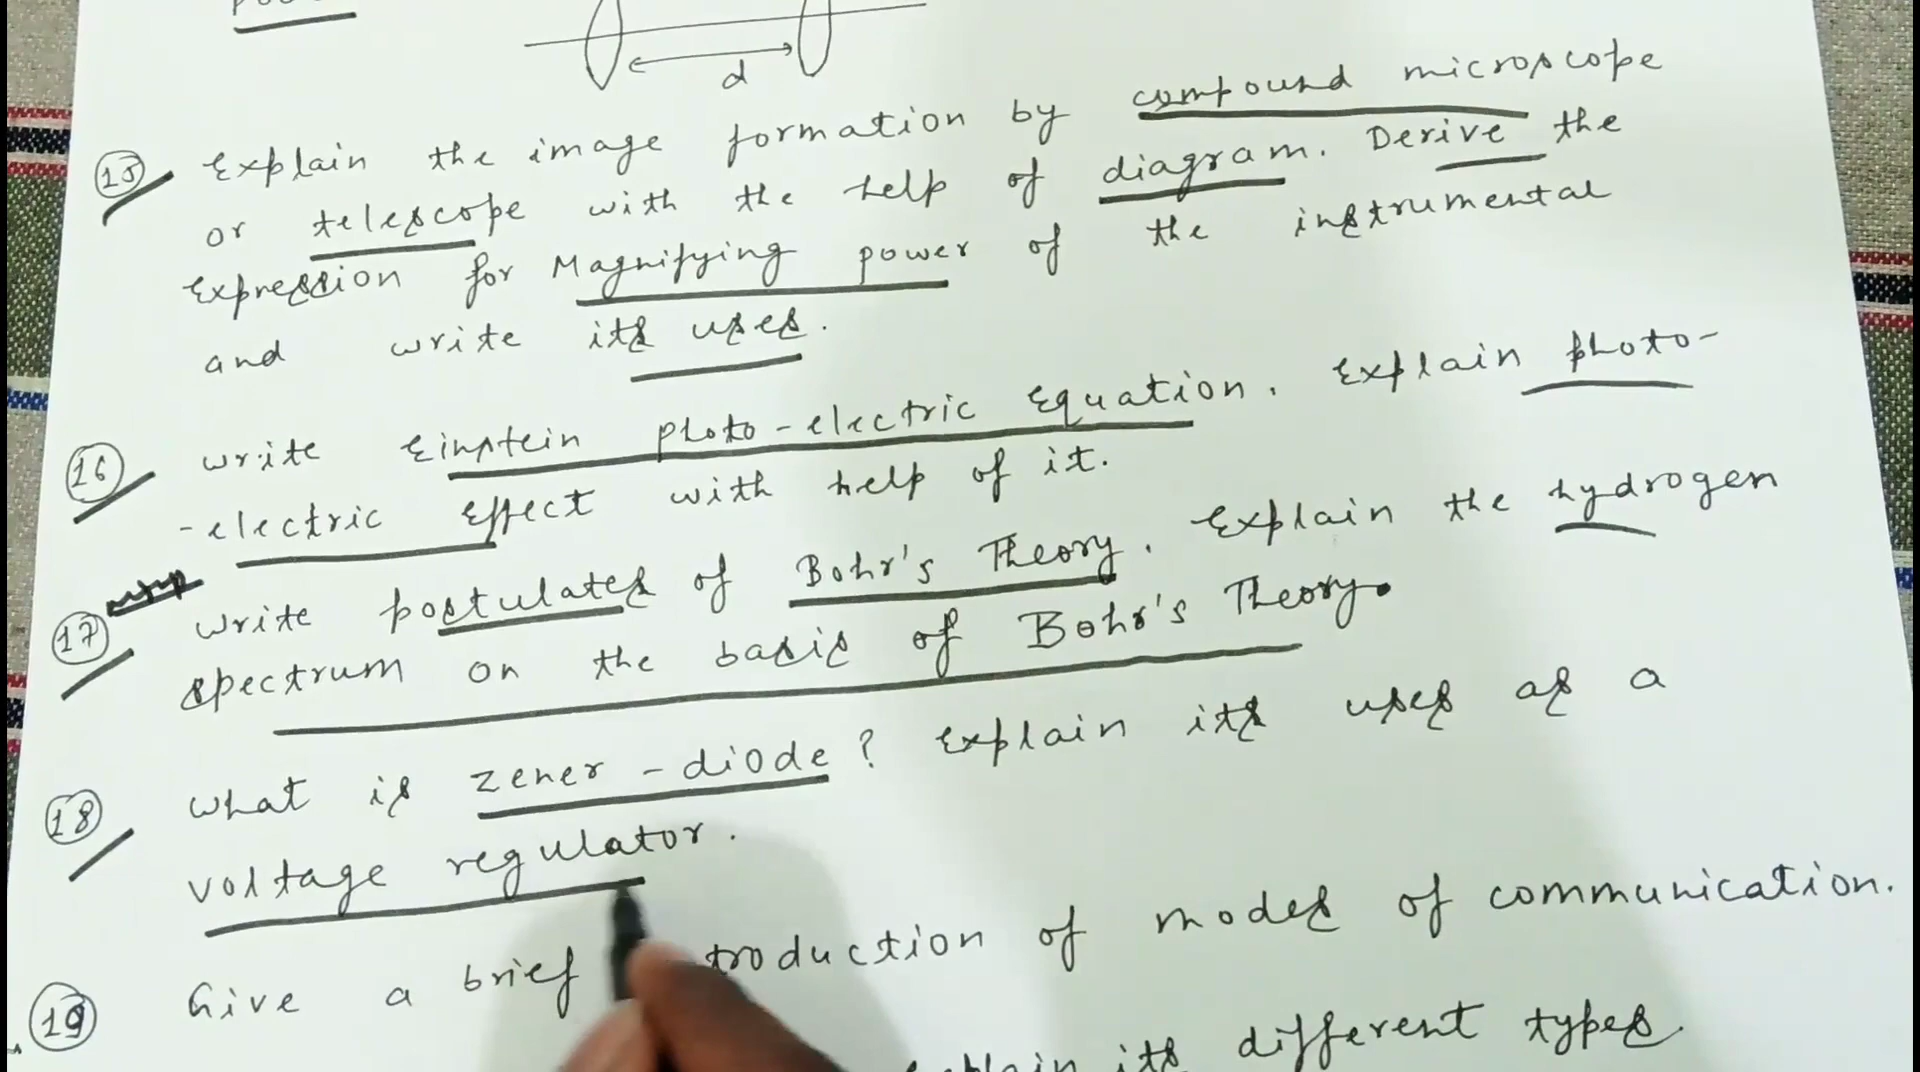 d
15 Explain the image formation by compound microscope
or telescope with the help of diagram. Derive the
expression for Magnifying power of the instrumental
and write its uses.
16 write Einstein photo-electric Equation. Explain photo-
-electric effect with help of it.
17 write postulates of Bohr's Theory. Explain the hydrogen
spectrum on the basis of Bohr's Theory.
18 what is zener-diode? Explain its uses as a
voltage regulator.
19 Give a brief troduction of modes of communication.
its different types.